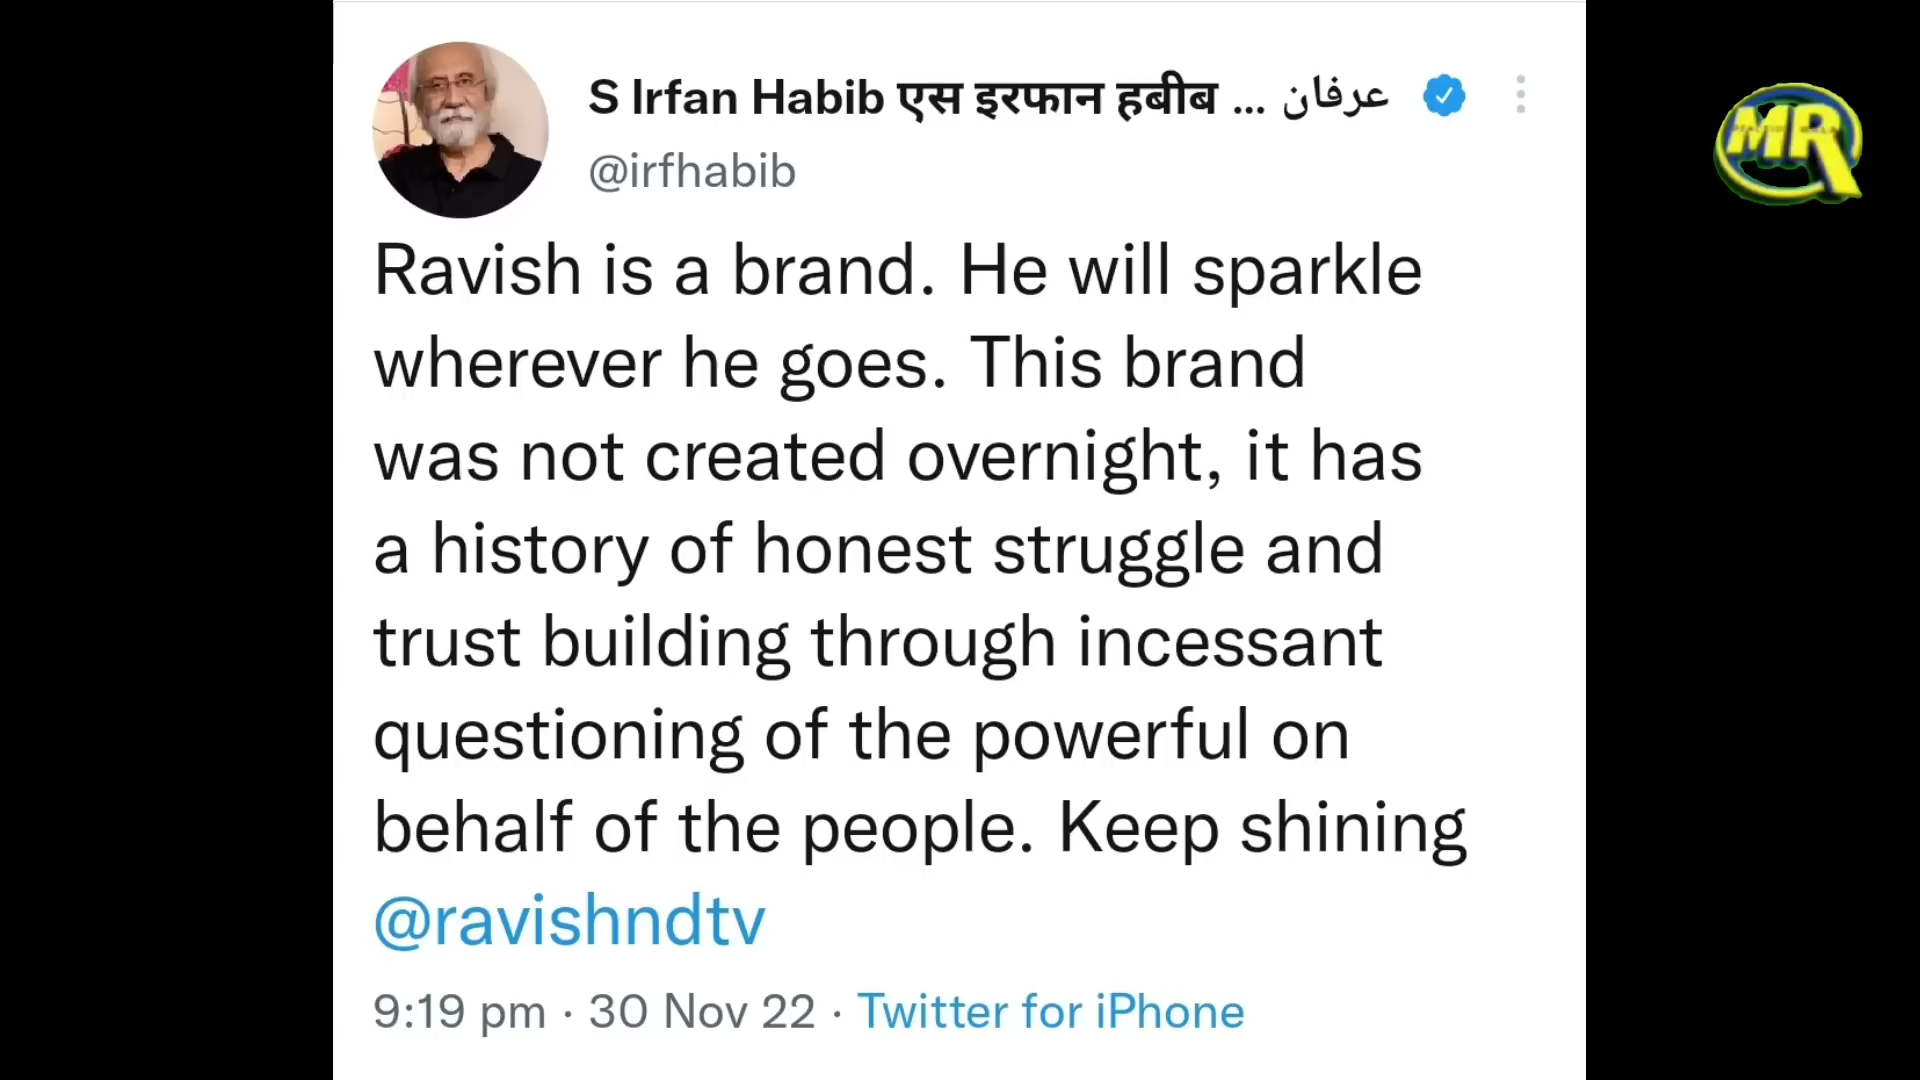 S Irfan Habib एस इरफान हबीब ... عرفان
@irfhabib
Ravish is a brand. He will sparkle
wherever he goes. This brand
was not created overnight, it has
a history of honest struggle and
trust building through incessant
questioning of the powerful on
behalf of the people. Keep shining
@ravishndtv
9:19 pm · 30 Nov 22 · Twitter for iPhone
MR